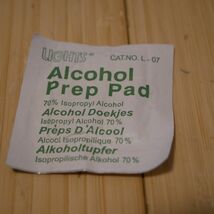 CAT.NO. L-07
Alcohol
Prep Pad
70% Isopropyl Alcohol
Alcohol Doekjes
Isopropyl Alcohol 70%
Prèps D'Alcool
Alcool Isopropilique 70%
Alkoholtupfer
Isopropilische Alkohol 70%